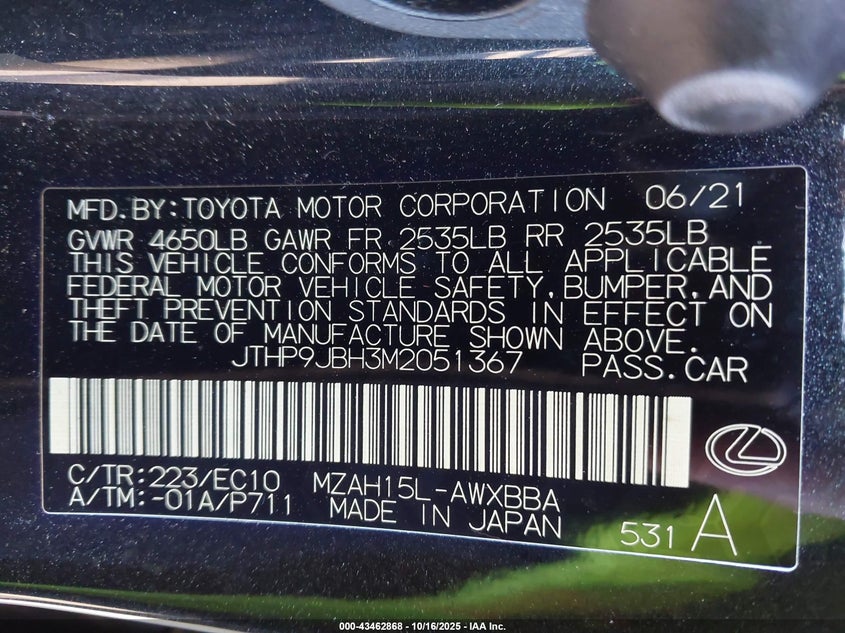 MFD.BY:TOYOTA MOTOR CORPORATION 06/21
GVWR 4650LB GAWR FR 2535LB RR 2535LB
THIS VEHICLE CONFORMS TO ALL APPLICABLE
FEDERAL MOTOR VEHICLE SAFETY,BUMPER,AND
THEFT PREVENTION STANDARDS IN EFFECT ON
THE DATE OF MANUFACTURE SHOWN ABOVE.
JTHP9JBH3M2051367 PASS.CAR
C/TR:223/EC10 MZAH15L-AWXBBA
A/TM:-01A/P711 MADE IN JAPAN 531 A
000-43462868 - 10/16/2025 - IAA Inc.